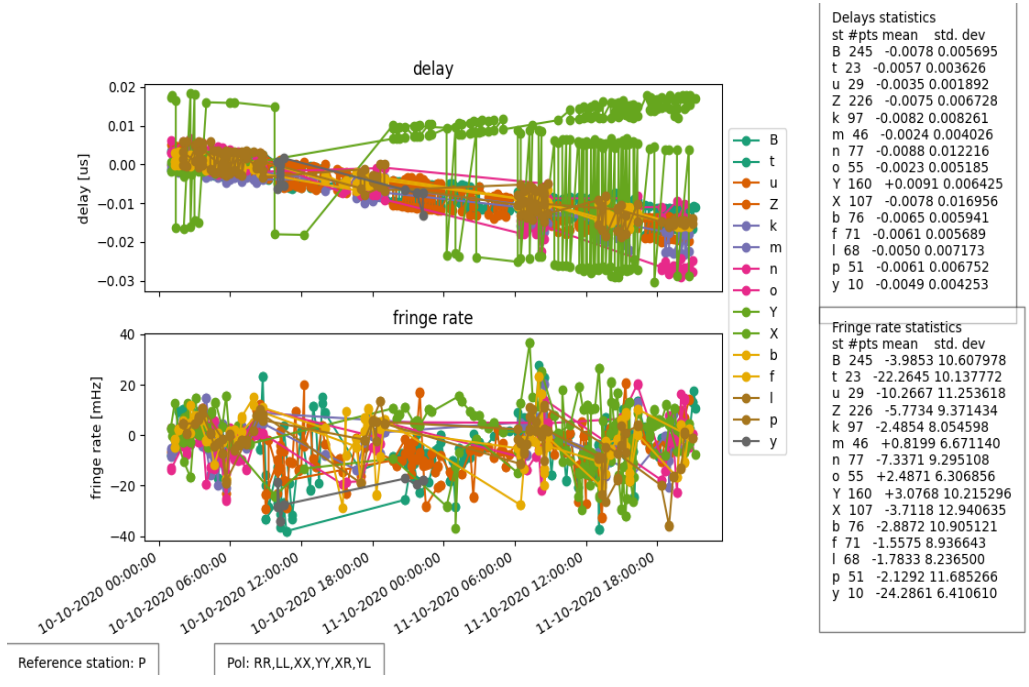 delay
0.02
0.01
0.00
−0.01
−0.02
−0.03
delay [us]
fringe rate
40
20
0
−20
−40
fringe rate [mHz]
10-10-2020 00:00:00
10-10-2020 06:00:00
10-10-2020 12:00:00
10-10-2020 18:00:00
11-10-2020 00:00:00
11-10-2020 06:00:00
11-10-2020 12:00:00
11-10-2020 18:00:00
B
t
u
Z
k
m
n
o
Y
X
b
f
l
p
y
Delays statistics
st #pts mean std. dev
B 245 -0.0078 0.005695
t 23 -0.0057 0.003626
u 29 -0.0035 0.001892
Z 226 -0.0075 0.006728
k 97 -0.0082 0.008261
m 46 -0.0024 0.004026
n 77 -0.0088 0.012216
o 55 -0.0023 0.005185
Y 160 +0.0091 0.006425
X 107 -0.0078 0.016956
b 76 -0.0065 0.005941
f 71 -0.0061 0.005689
l 68 -0.0050 0.007173
p 51 -0.0061 0.006752
y 10 -0.0049 0.004253
Fringe rate statistics
st #pts mean std. dev
B 245 -3.9853 10.607978
t 23 -22.2645 10.137772
u 29 -10.2667 11.253618
Z 226 -5.7734 9.371434
k 97 -2.4854 8.054598
m 46 +0.8199 6.671140
n 77 -7.3371 9.295108
o 55 +2.4871 6.306856
Y 160 +3.0768 10.215296
X 107 -3.7118 12.940635
b 76 -2.8872 10.905121
f 71 -1.5575 8.936643
l 68 -1.7833 8.236500
p 51 -2.1292 11.685266
y 10 -24.2861 6.410610
Reference station: P
Pol: RR,LL,XX,YY,XR,YL